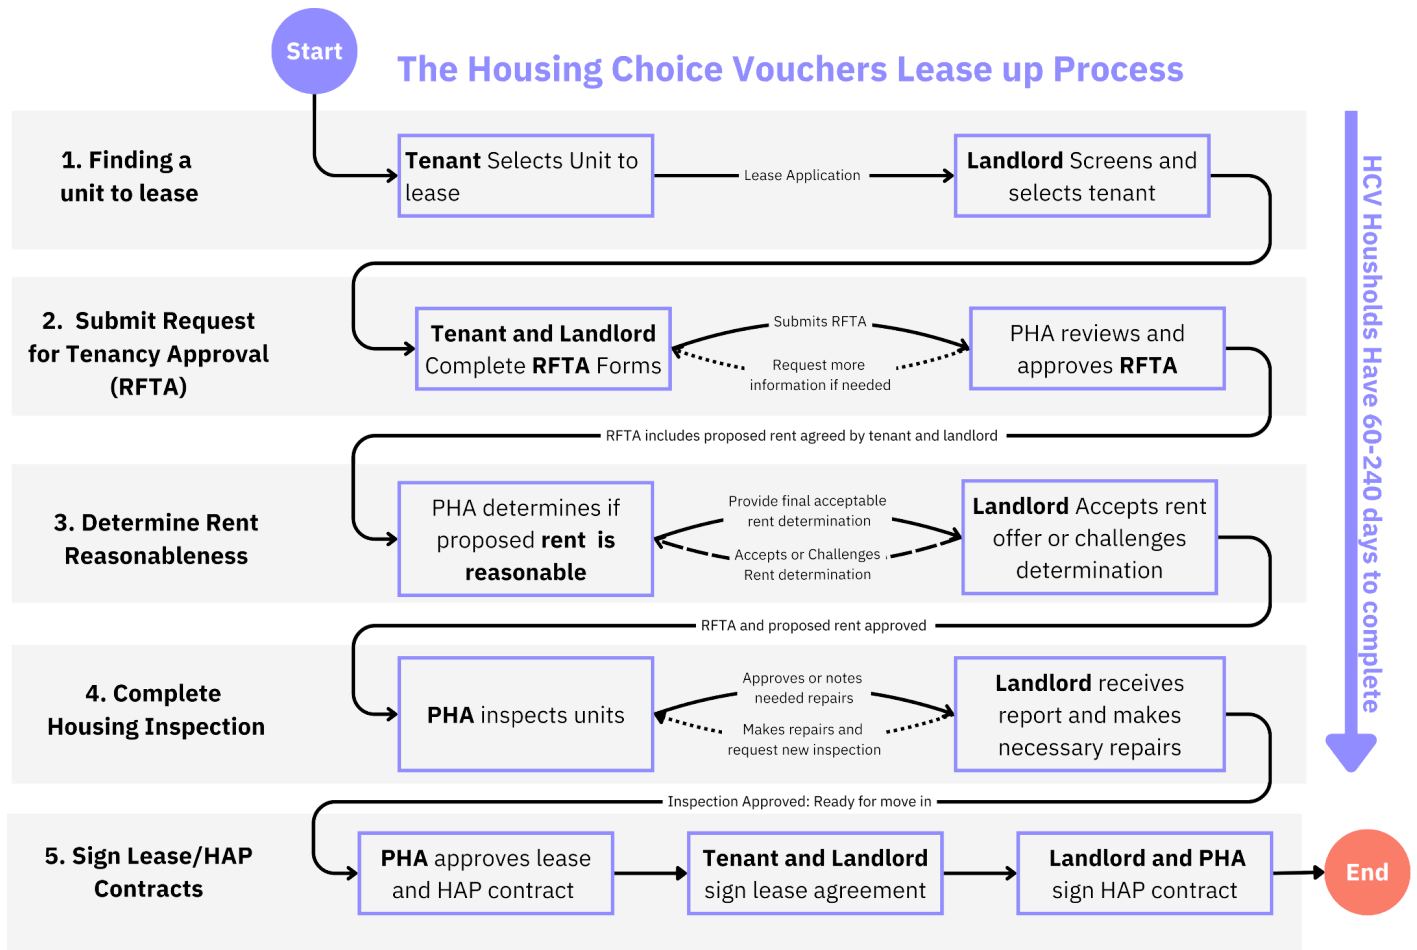 Start
The Housing Choice Vouchers Lease up Process
1. Finding a
unit to lease
Tenant Selects Unit to
lease
Lease Application
Landlord Screens and
selects tenant
2. Submit Request
for Tenancy Approval
(RFTA)
Tenant and Landlord
Complete RFTA Forms
Submits RFTA
Request more
information if needed
PHA reviews and
approves RFTA
RFTA includes proposed rent agreed by tenant and landlord
3. Determine Rent
Reasonableness
PHA determines if
proposed rent is
reasonable
Provide final acceptable
rent determination
Accepts or Challenges
Rent determination
Landlord Accepts rent
offer or challenges
determination
RFTA and proposed rent approved
4. Complete
Housing Inspection
PHA inspects units
Approves or notes
needed repairs
Makes repairs and
request new inspection
Landlord receives
report and makes
necessary repairs
Inspection Approved: Ready for move in
5. Sign Lease/HAP
Contracts
PHA approves lease
and HAP contract
Tenant and Landlord
sign lease agreement
Landlord and PHA
sign HAP contract
End
HCV Housholds Have 60-240 days to complete